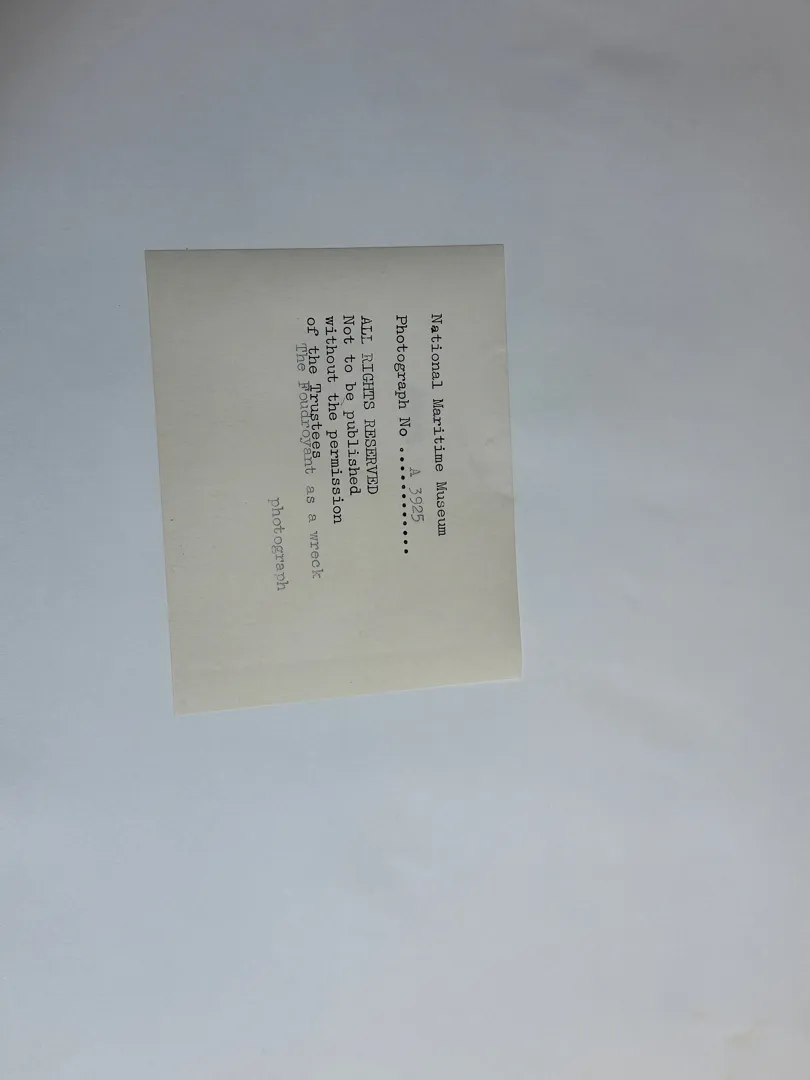 National Maritime Museum
Photograph No ............
A 3925
ALL RIGHTS RESERVED
Not to be published
without the permission
of the Trustees
The Foudroyant as a wreck
photograph